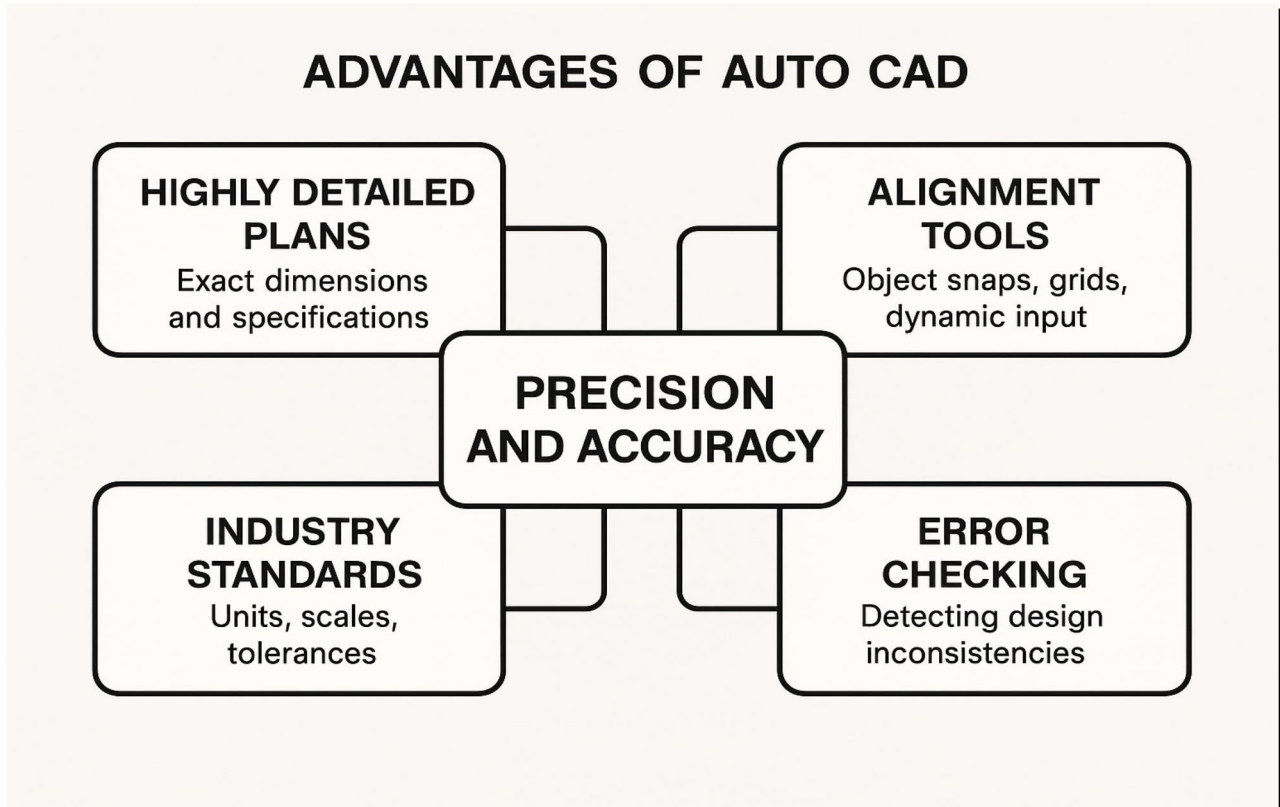 ADVANTAGES OF AUTO CAD
HIGHLY DETAILED
PLANS
Exact dimensions
and specifications
ALIGNMENT
TOOLS
Object snaps, grids,
dynamic input
PRECISION
AND ACCURACY
INDUSTRY
STANDARDS
Units, scales,
tolerances
ERROR
CHECKING
Detecting design
inconsistencies